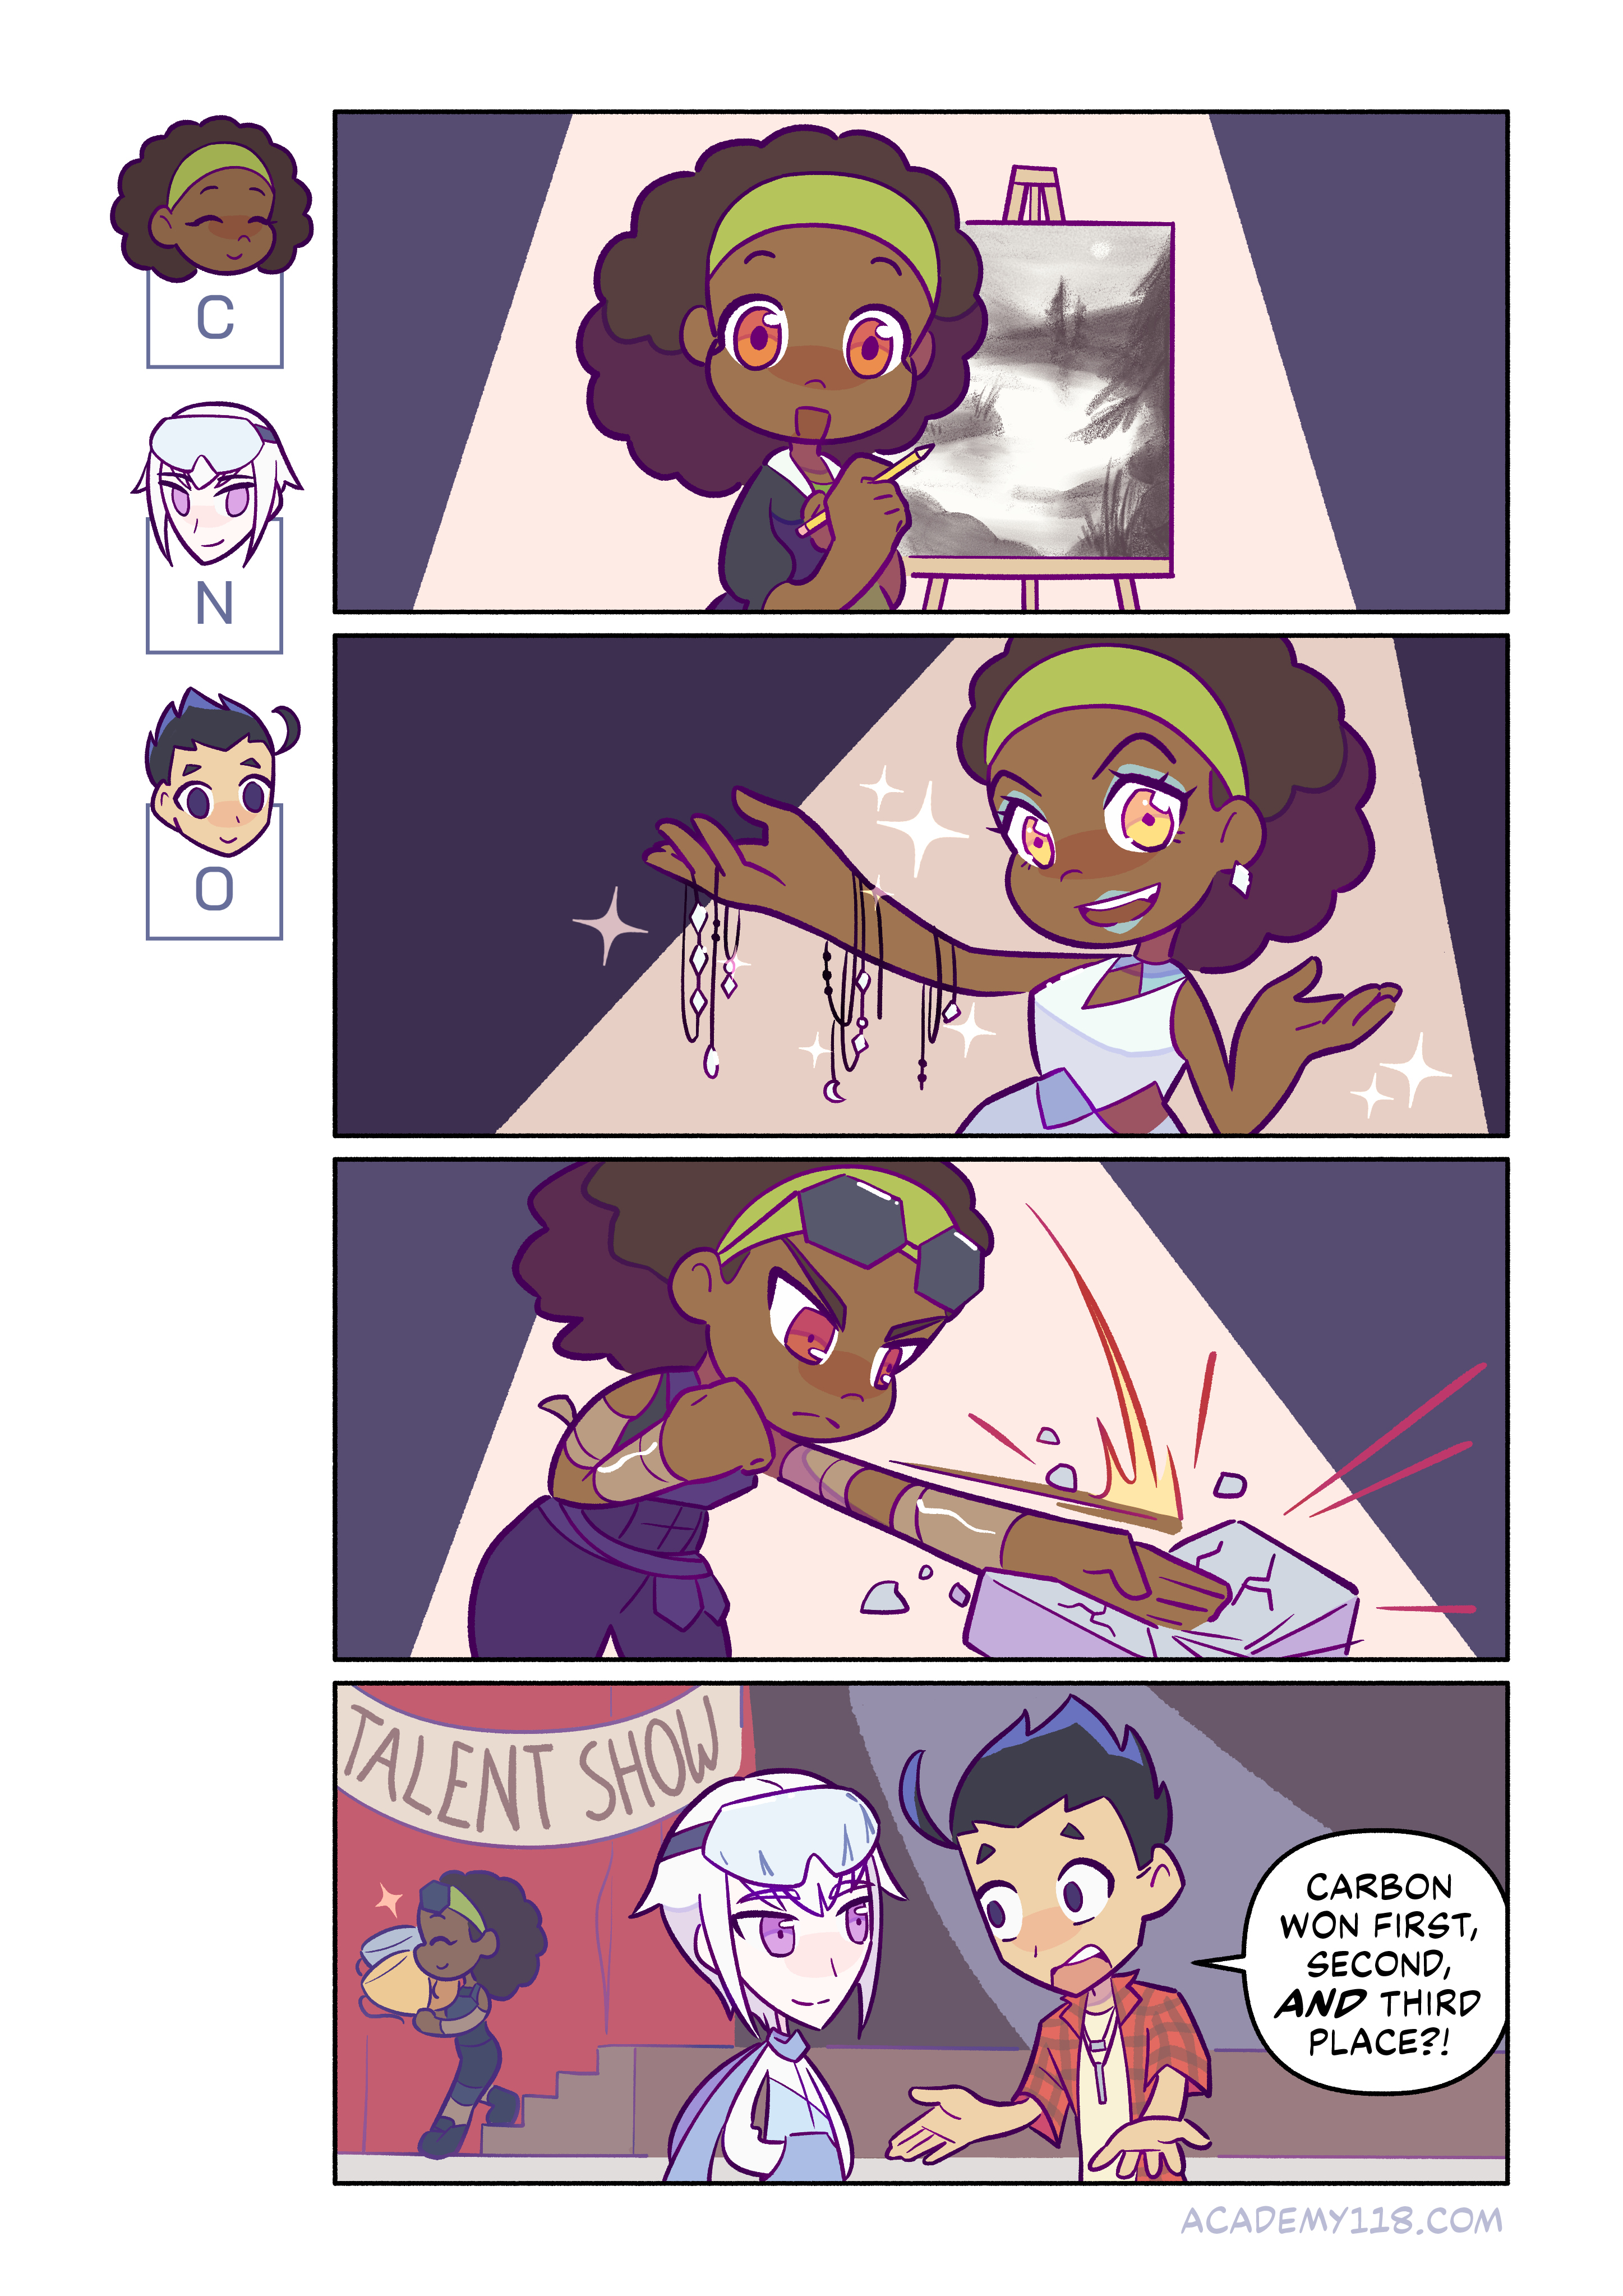 C
N
O
TALENT SHOW
CARBON
WON FIRST,
SECOND,
AND THIRD
PLACE?!
ACADEMY118.COM